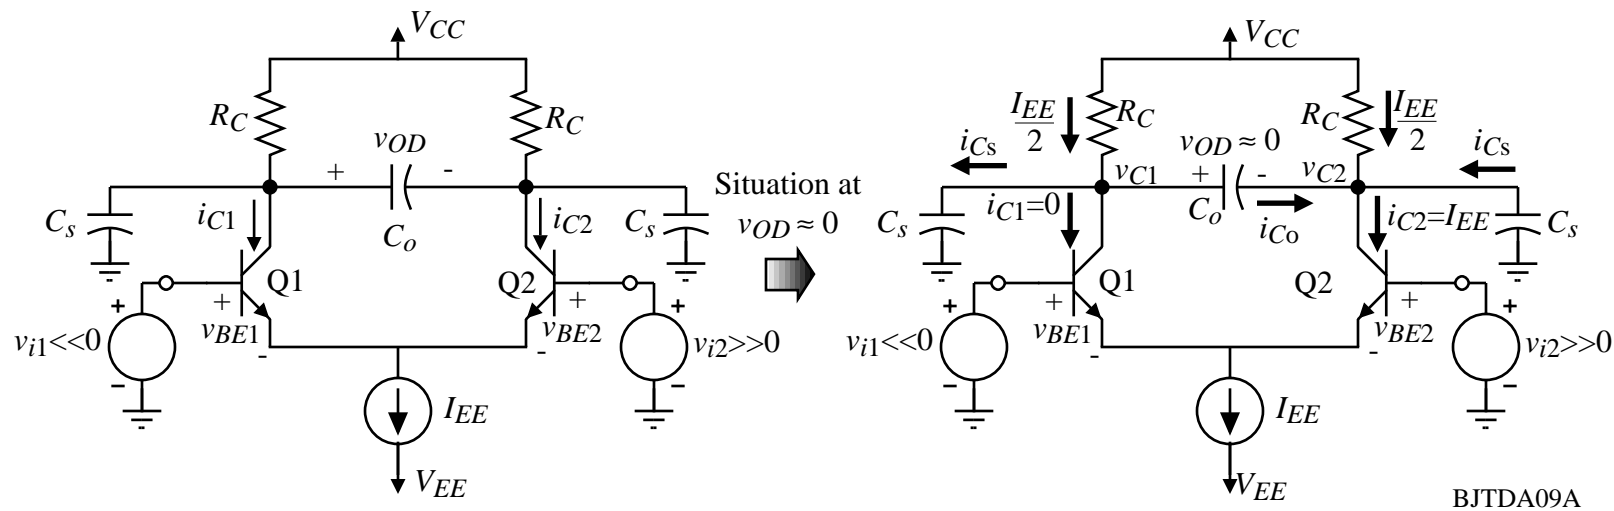 VCC
RC
RC
vOD
+
-
Cs
iC1
Co
iC2
Cs
Q1
Q2
+
+
+
+
vi1<<0
vBE1
vBE2
vi2>>0
-
-
-
-
IEE
VEE
Situation at
vOD ≈ 0
VCC
IEE
2
RC
RC
IEE
2
iCs
iCs
vOD ≈ 0
vC1
+
-
vC2
Cs
iC1=0
Co
iCo
iC2=IEE
Cs
Q1
Q2
+
+
+
+
vi1<<0
vBE1
vBE2
vi2>>0
-
-
-
-
IEE
VEE
BJTDA09A